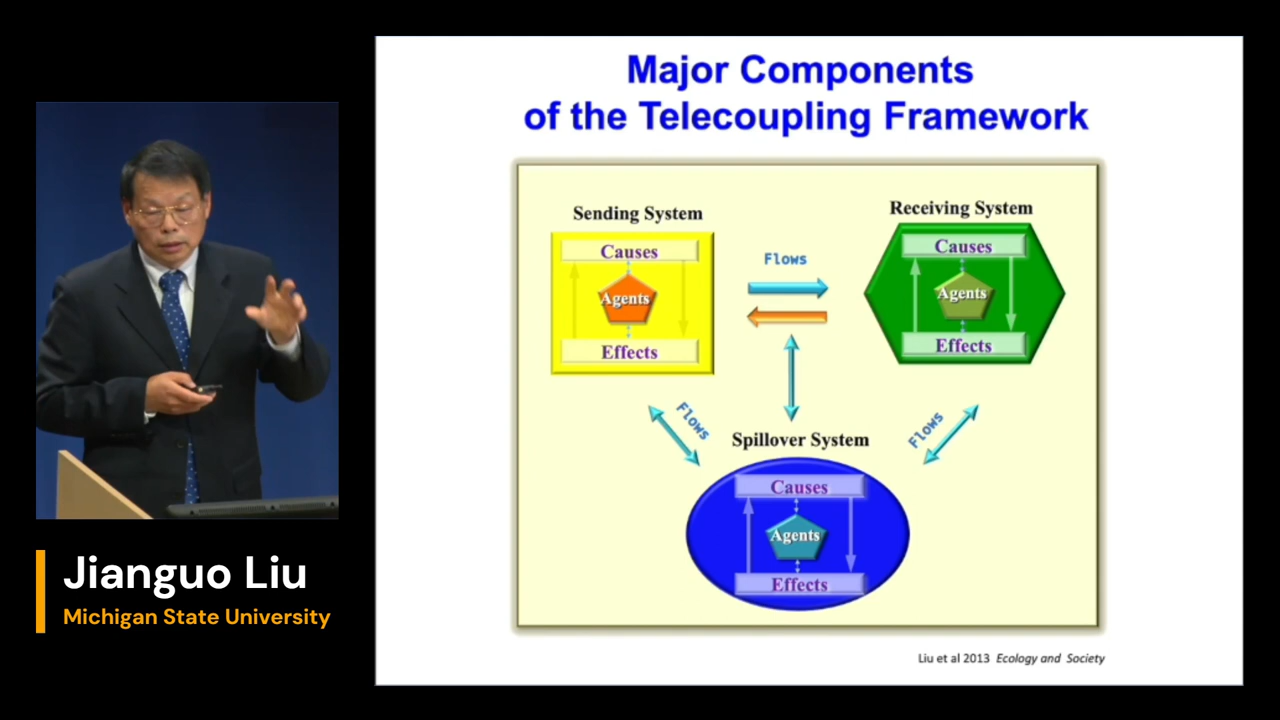 Major Components
of the Telecoupling Framework
Sending System
Causes
Agents
Effects
Flows
Receiving System
Causes
Agents
Effects
Flows
Flows
Spillover System
Causes
Agents
Effects
Liu et al 2013 Ecology and Society
Jianguo Liu
Michigan State University